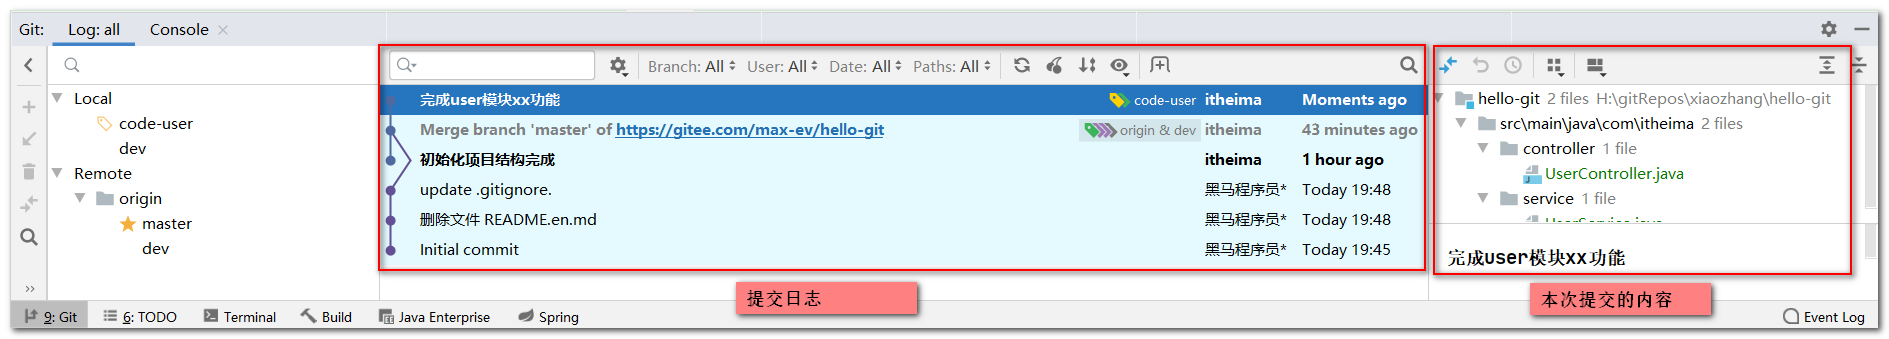 Git: Log: all Console
Branch: All User: All Date: All Paths: All
Local
code-user
dev
Remote
origin
master
dev
完成user模块xx功能 code-user itheima Moments ago
Merge branch 'master' of https://gitee.com/max-ev/hello-git origin & dev itheima 43 minutes ago
初始化项目结构完成 itheima 1 hour ago
update .gitignore. 黑马程序员* Today 19:48
删除文件 README.en.md 黑马程序员* Today 19:48
Initial commit 黑马程序员* Today 19:45
hello-git 2 files H:\gitRepos\xiaozhang\hello-git
src\main\java\com\itheima 2 files
controller 1 file
UserController.java
service 1 file
UserService.java
完成user模块xx功能
提交日志
本次提交的内容
9: Git 6: TODO Terminal Build Java Enterprise Spring Event Log